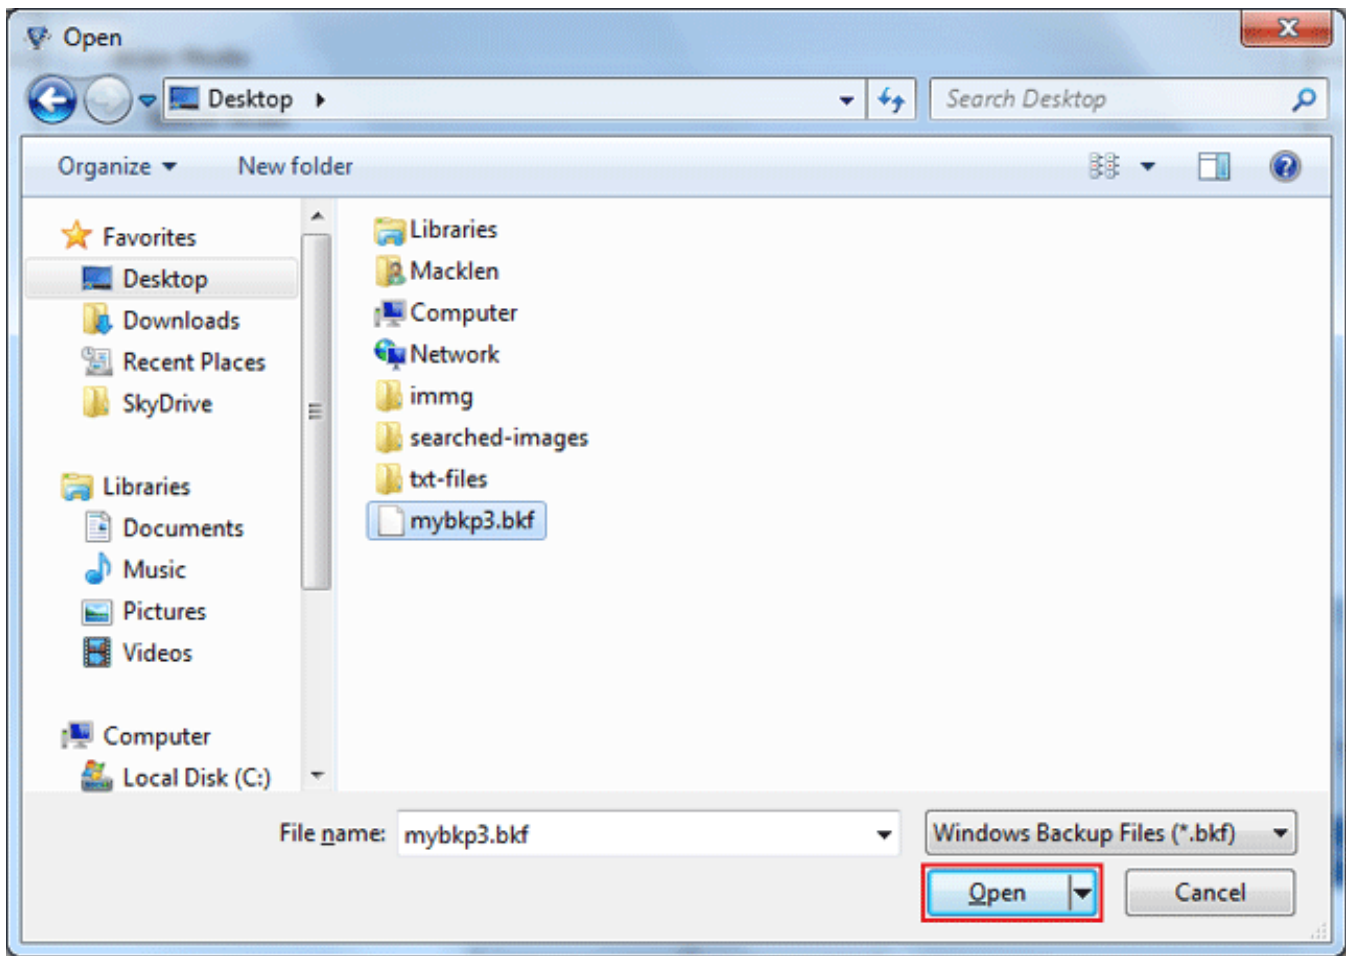 Open
Desktop
Search Desktop
Organize
New folder
Favorites
Desktop
Downloads
Recent Places
SkyDrive
Libraries
Documents
Music
Pictures
Videos
Computer
Local Disk (C:)
Libraries
Macklen
Computer
Network
immg
searched-images
txt-files
mybkp3.bkf
File name: mybkp3.bkf
Windows Backup Files (*.bkf)
Open
Cancel